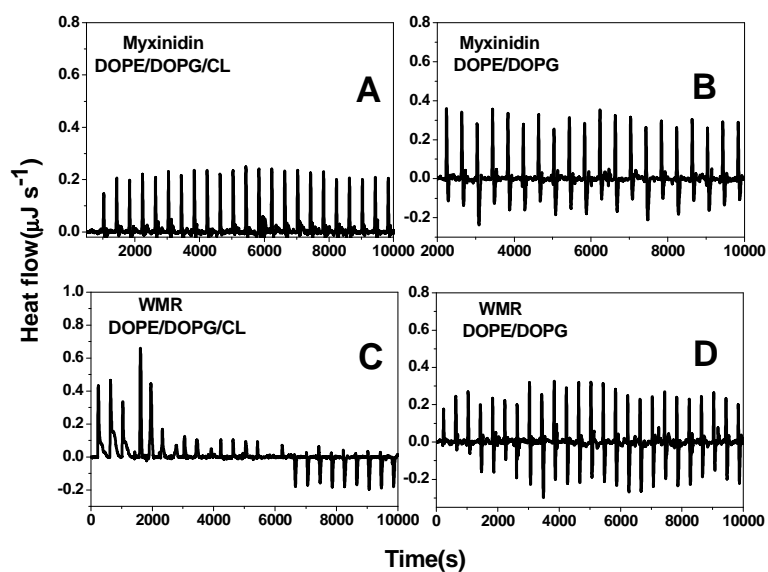 0.8
0.6
0.4
0.2
0.0
Myxinidin
DOPE/DOPG/CL
A
2000 4000 6000 8000 10000
0.8
0.6
0.4
0.2
0.0
-0.2
Myxinidin
DOPE/DOPG
B
2000 4000 6000 8000 10000
Heat flow(μJ s⁻¹)
1.0
0.8
0.6
0.4
0.2
0.0
-0.2
WMR
DOPE/DOPG/CL
C
0 2000 4000 6000 8000 10000
0.8
0.6
0.4
0.2
0.0
-0.2
WMR
DOPE/DOPG
D
0 2000 4000 6000 8000 10000
Time(s)